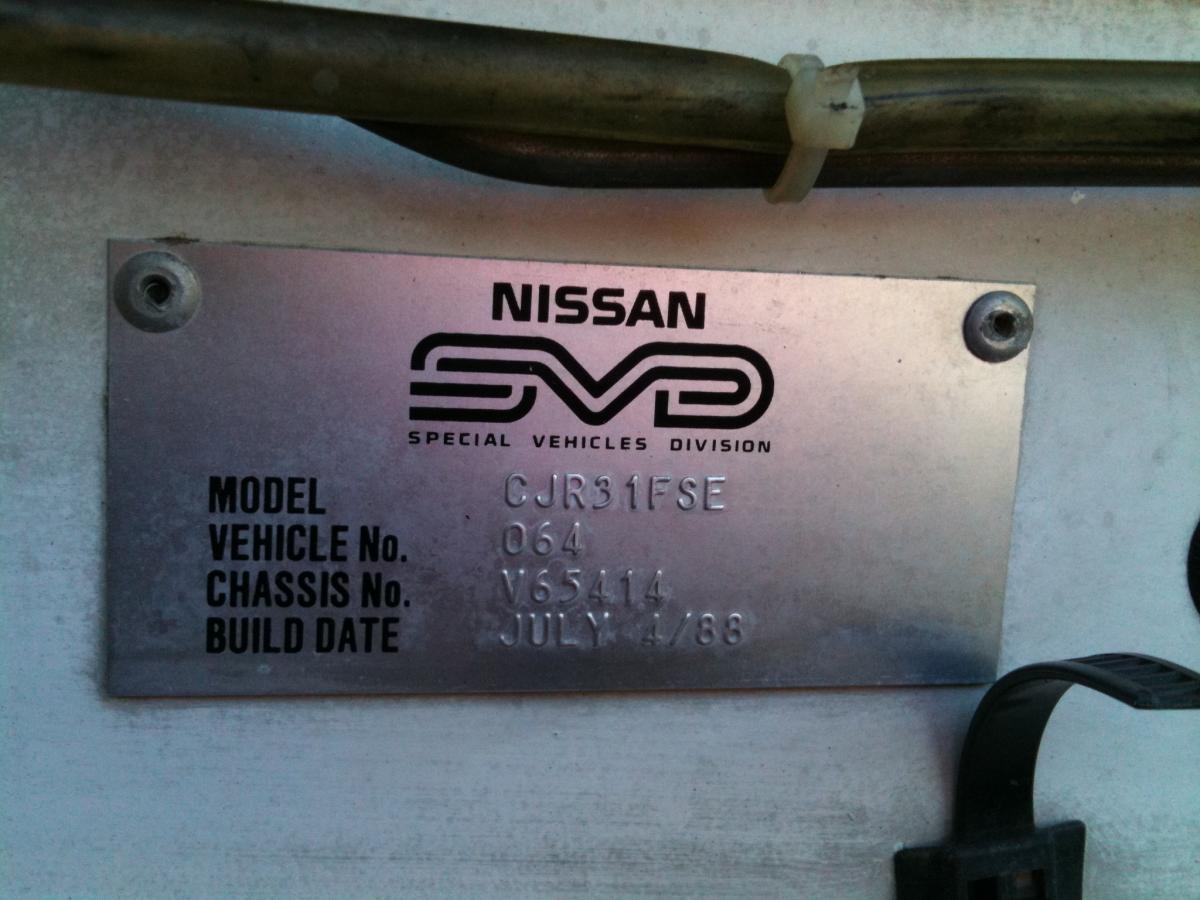 NISSAN
SVD
SPECIAL VEHICLES DIVISION
MODEL CJR31FSE
VEHICLE No. 064
CHASSIS No. V65414
BUILD DATE JULY 4/88